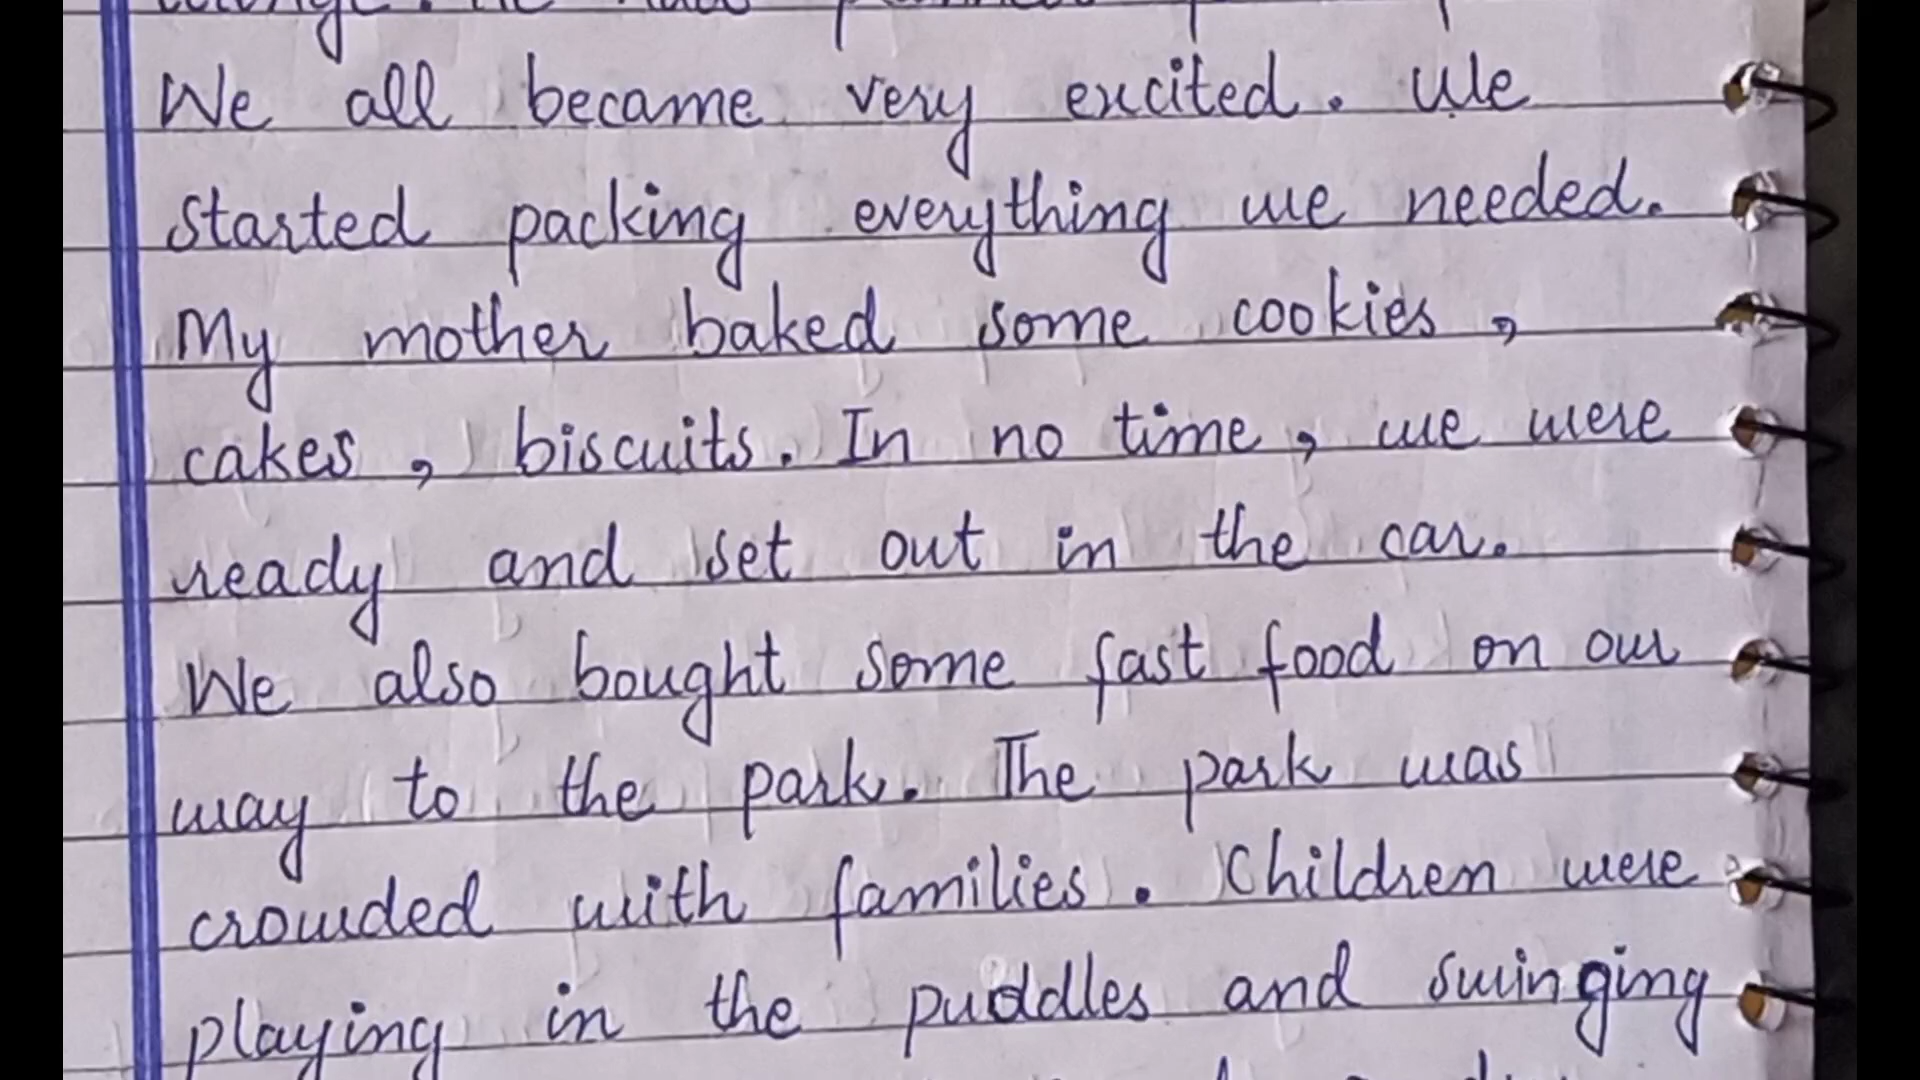 We all became very excited. We
started packing everything we needed.
My mother baked some cookies,
cakes, biscuits. In no time, we were
ready and set out in the car.
We also bought some fast food on our
way to the park. The park was
crowded with families. Children were
playing in the puddles and swinging